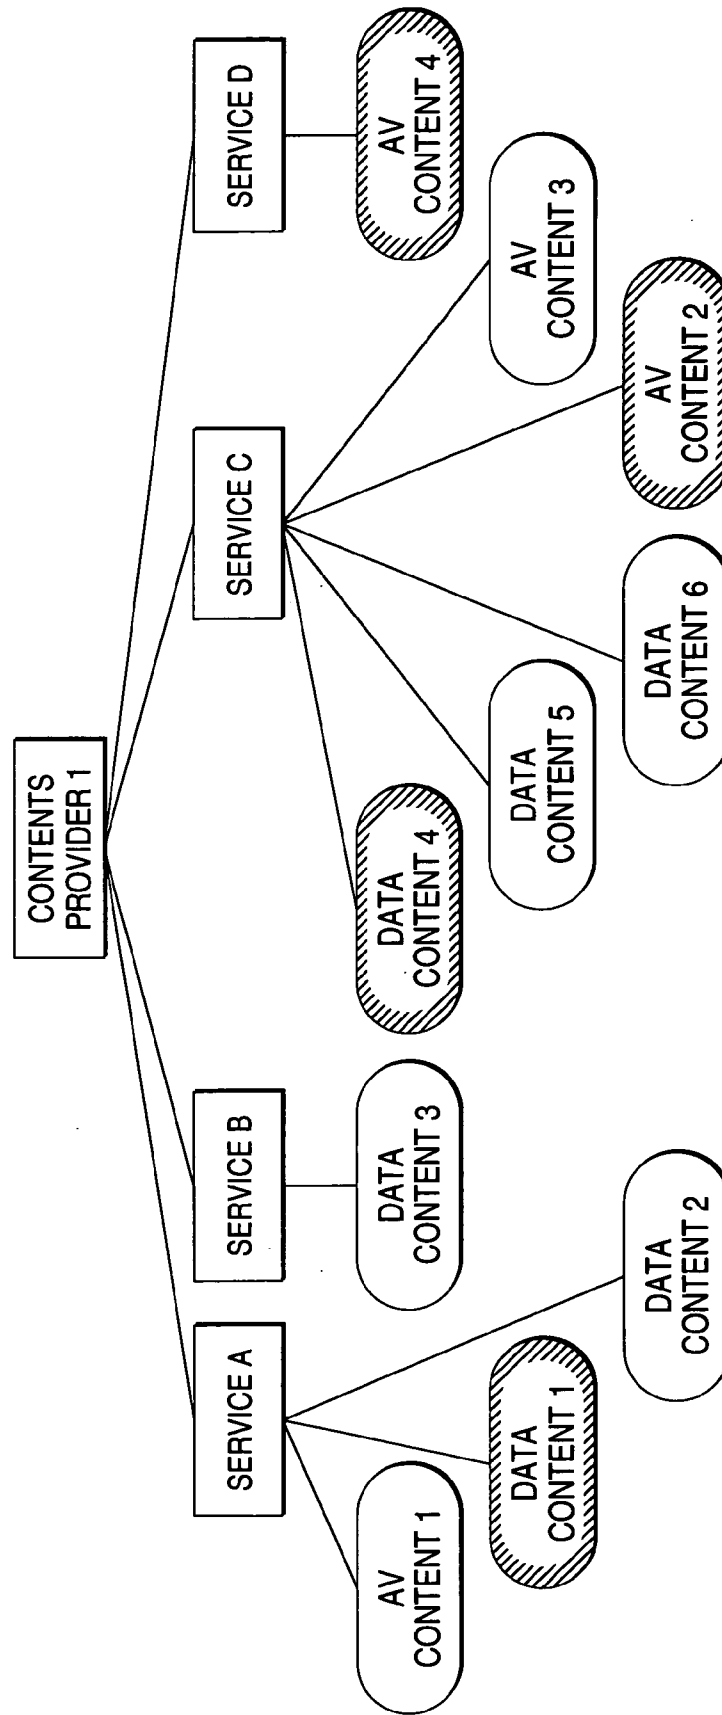 CONTENTS
PROVIDER 1
SERVICE A
SERVICE B
SERVICE C
SERVICE D
AV
CONTENT 1
DATA
CONTENT 1
DATA
CONTENT 2
DATA
CONTENT 3
DATA
CONTENT 4
DATA
CONTENT 5
DATA
CONTENT 6
AV
CONTENT 2
AV
CONTENT 3
AV
CONTENT 4